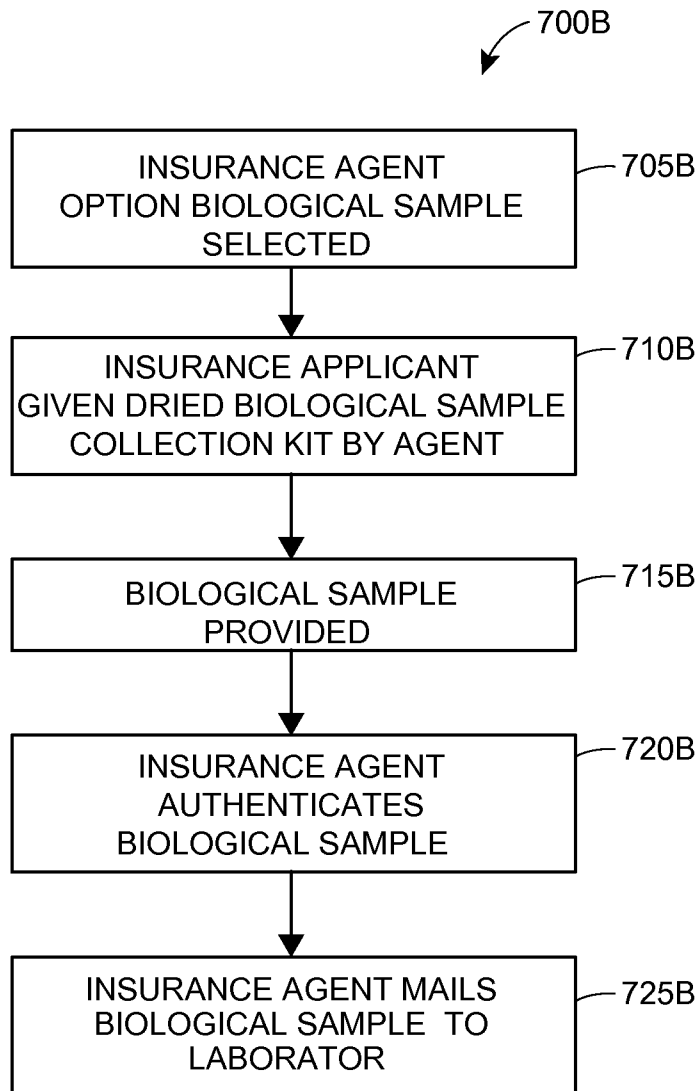 700B
INSURANCE AGENT
OPTION BIOLOGICAL SAMPLE
SELECTED
705B
INSURANCE APPLICANT
GIVEN DRIED BIOLOGICAL SAMPLE
COLLECTION KIT BY AGENT
710B
BIOLOGICAL SAMPLE
PROVIDED
715B
INSURANCE AGENT
AUTHENTICATES
BIOLOGICAL SAMPLE
720B
INSURANCE AGENT MAILS
BIOLOGICAL SAMPLE TO
LABORATOR
725B